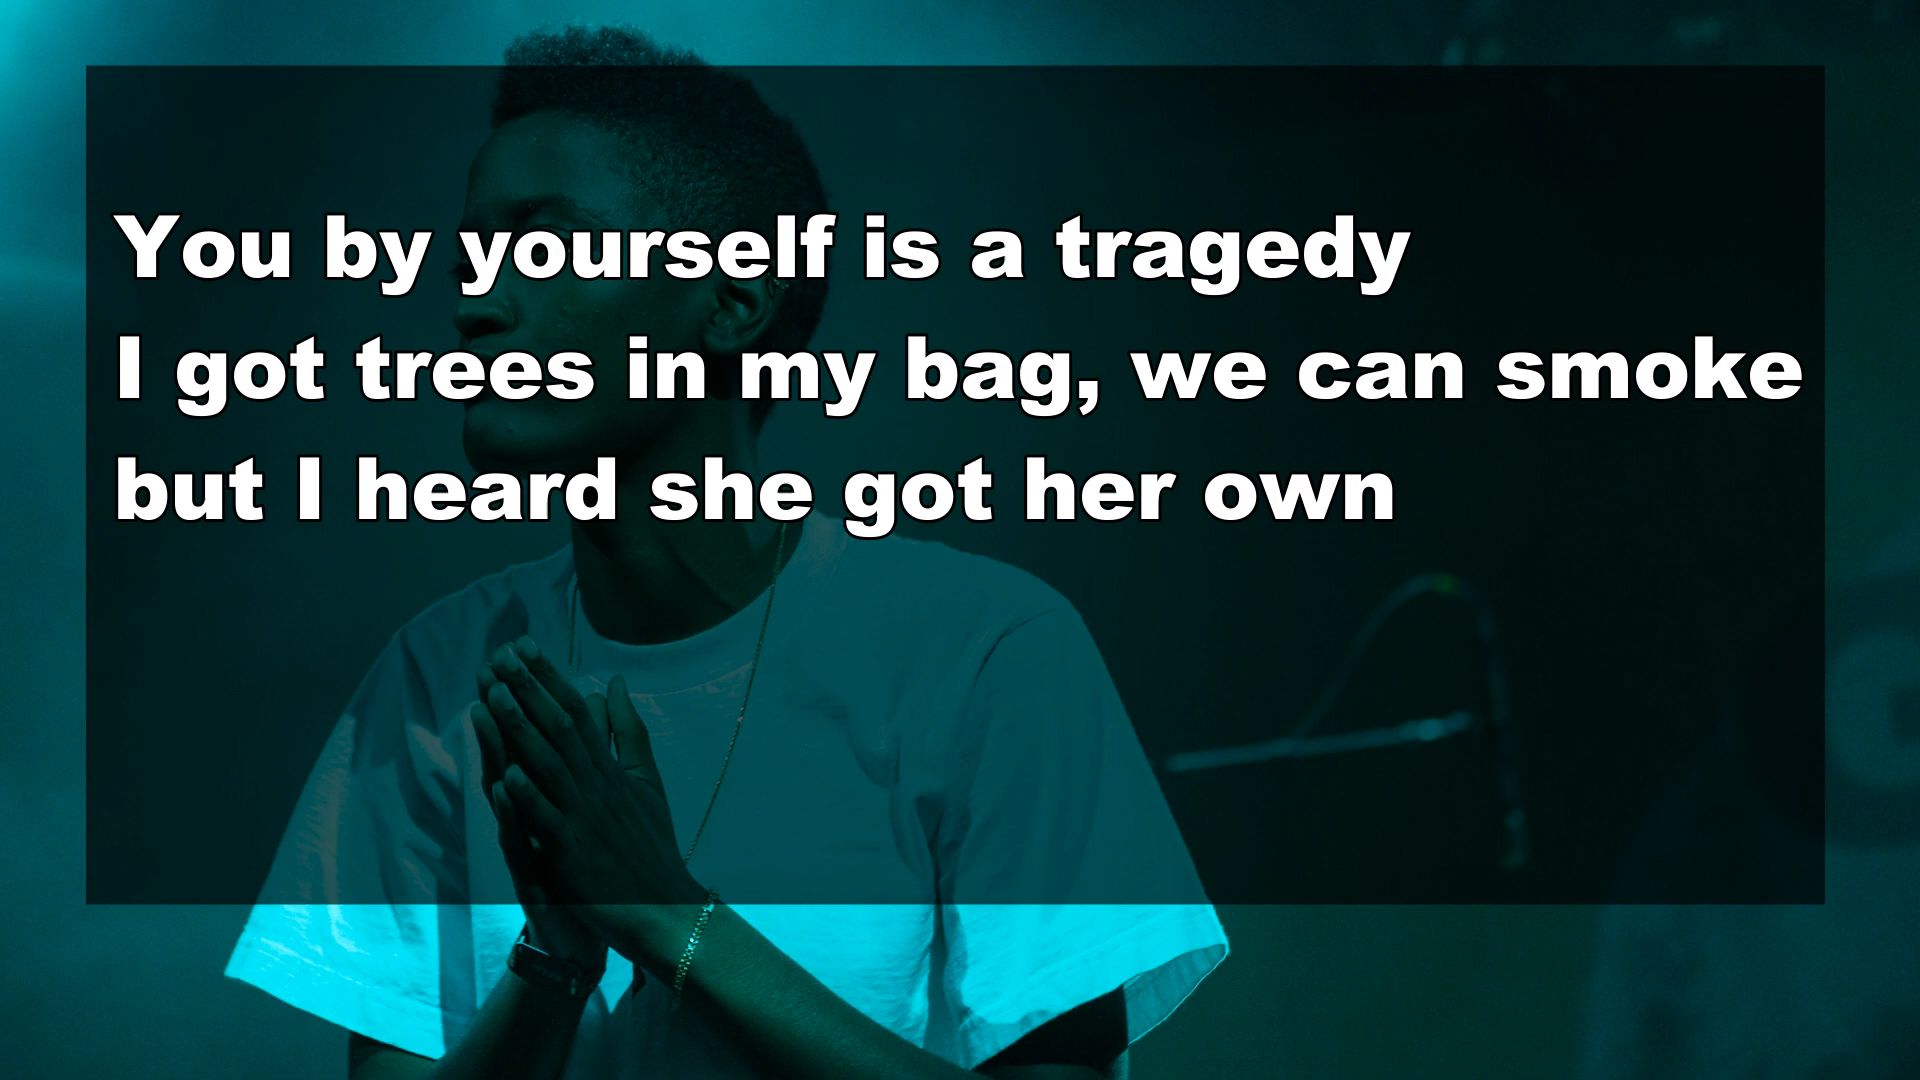 You by yourself is a tragedy
I got trees in my bag, we can smoke
but I heard she got her own